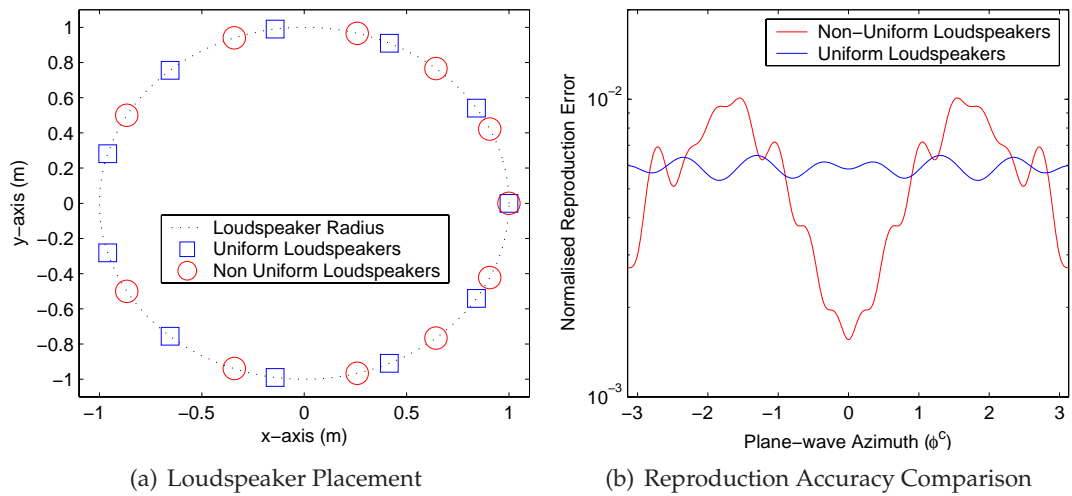 1
0.8
0.6
0.4
0.2
0
−0.2
−0.4
−0.6
−0.8
−1
y−axis (m)
Loudspeaker Radius
Uniform Loudspeakers
Non Uniform Loudspeakers
−1 −0.5 0 0.5 1
x−axis (m)
(a) Loudspeaker Placement
Non−Uniform Loudspeakers
Uniform Loudspeakers
10⁻²
10⁻³
Normalised Reproduction Error
−3 −2 −1 0 1 2 3
Plane−wave Azimuth (ϕᶜ)
(b) Reproduction Accuracy Comparison